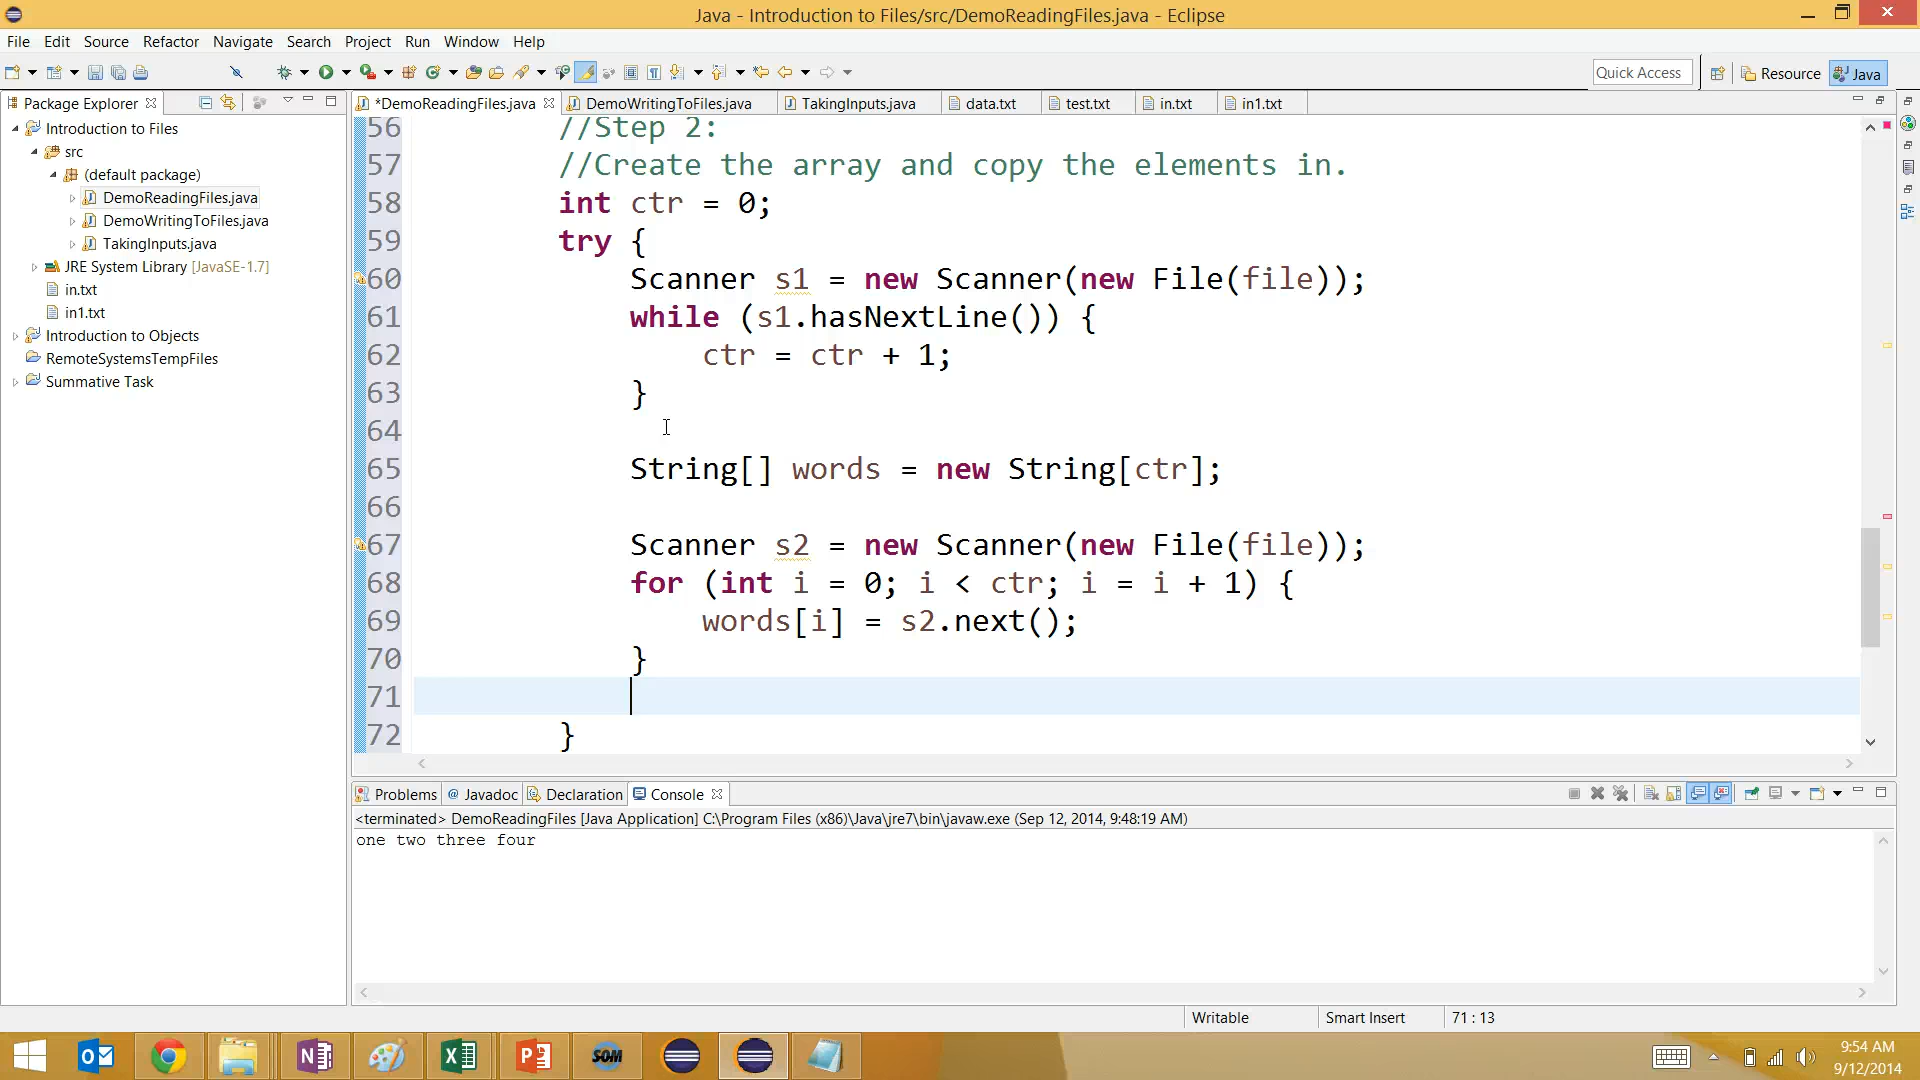 Java - Introduction to Files/src/DemoReadingFiles.java - Eclipse
File Edit Source Refactor Navigate Search Project Run Window Help
Quick Access Resource Java
Package Explorer
Introduction to Files
src
(default package)
DemoReadingFiles.java
DemoWritingToFiles.java
TakingInputs.java
JRE System Library [JavaSE-1.7]
in.txt
in1.txt
Introduction to Objects
RemoteSystemsTempFiles
Summative Task
*DemoReadingFiles.java DemoWritingToFiles.java TakingInputs.java data.txt test.txt in.txt in1.txt
56 //Step 2:
57 //Create the array and copy the elements in.
58 int ctr = 0;
59 try {
60 Scanner s1 = new Scanner(new File(file));
61 while (s1.hasNextLine()) {
62 ctr = ctr + 1;
63 }
64
65 String[] words = new String[ctr];
66
67 Scanner s2 = new Scanner(new File(file));
68 for (int i = 0; i < ctr; i = i + 1) {
69 words[i] = s2.next();
70 }
71
72 }
Problems @ Javadoc Declaration Console
<terminated> DemoReadingFiles [Java Application] C:\Program Files (x86)\Java\jre7\bin\javaw.exe (Sep 12, 2014, 9:48:19 AM)
one two three four
Writable Smart Insert 71 : 13
SOM
9:54 AM
9/12/2014